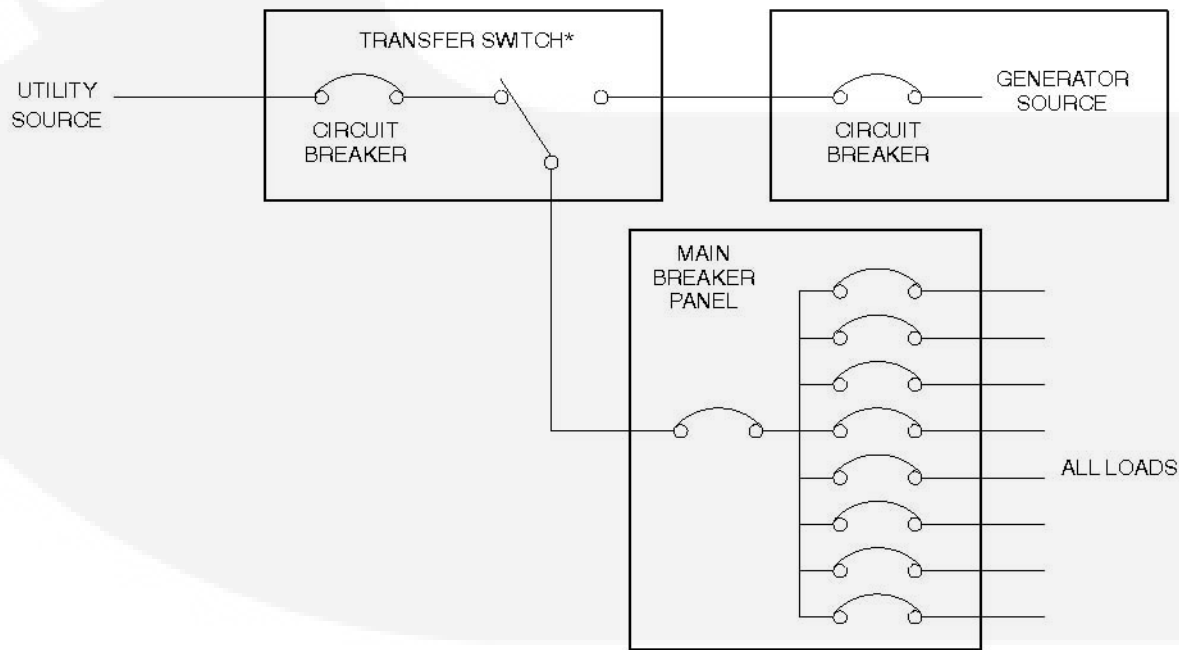 TRANSFER SWITCH*
UTILITY
SOURCE
CIRCUIT
BREAKER
GENERATOR
SOURCE
CIRCUIT
BREAKER
MAIN
BREAKER
PANEL
ALL LOADS